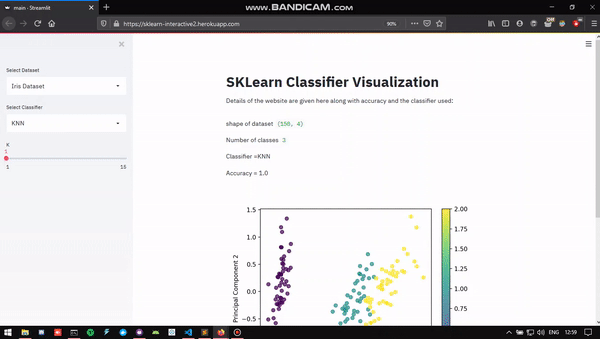 www.BANDICAM.com
main · Streamlit
https://sklearn-interactive2.herokuapp.com
90%
Select Dataset
Iris Dataset
Select Classifier
KNN
K
1
1
15
SKLearn Classifier Visualization
Details of the website are given here along with accuracy and the classifier used:
shape of dataset (150, 4)
Number of classes 3
Classifier =KNN
Accuracy = 1.0
Principal Component 2
1.5
1.0
0.5
0.0
−0.5
2.00
1.75
1.50
1.25
1.00
0.75
ENG
12:59